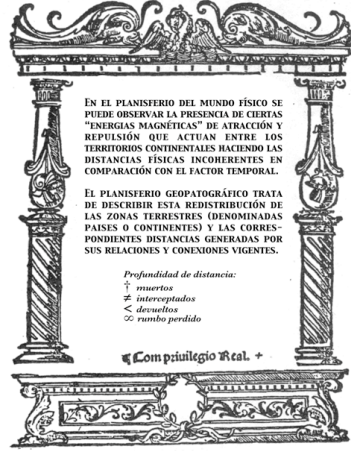 EN EL PLANISFERIO DEL MUNDO FÍSICO SE
PUEDE OBSERVAR LA PRESENCIA DE CIERTAS
“ENERGIAS MAGNÉTICAS” DE ATRACCIÓN Y
REPULSIÓN QUE ACTUAN ENTRE LOS
TERRITORIOS CONTINENTALES HACIENDO LAS
DISTANCIAS FÍSICAS INCOHERENTES EN
COMPARACIÓN CON EL FACTOR TEMPORAL.
EL PLANISFERIO GEOPATOGRÁFICO TRATA
DE DESCRIBIR ESTA REDISTRIBUCIÓN DE
LAS ZONAS TERRESTRES (DENOMINADAS
PAISES O CONTINENTES) Y LAS CORRES-
PONDIENTES DISTANCIAS GENERADAS POR
SUS RELACIONES Y CONEXIONES VIGENTES.
Profundidad de distancia:
† muertos
≠ interceptados
< devueltos
∞ rumbo perdido
¶ Com priuilegio Real. +